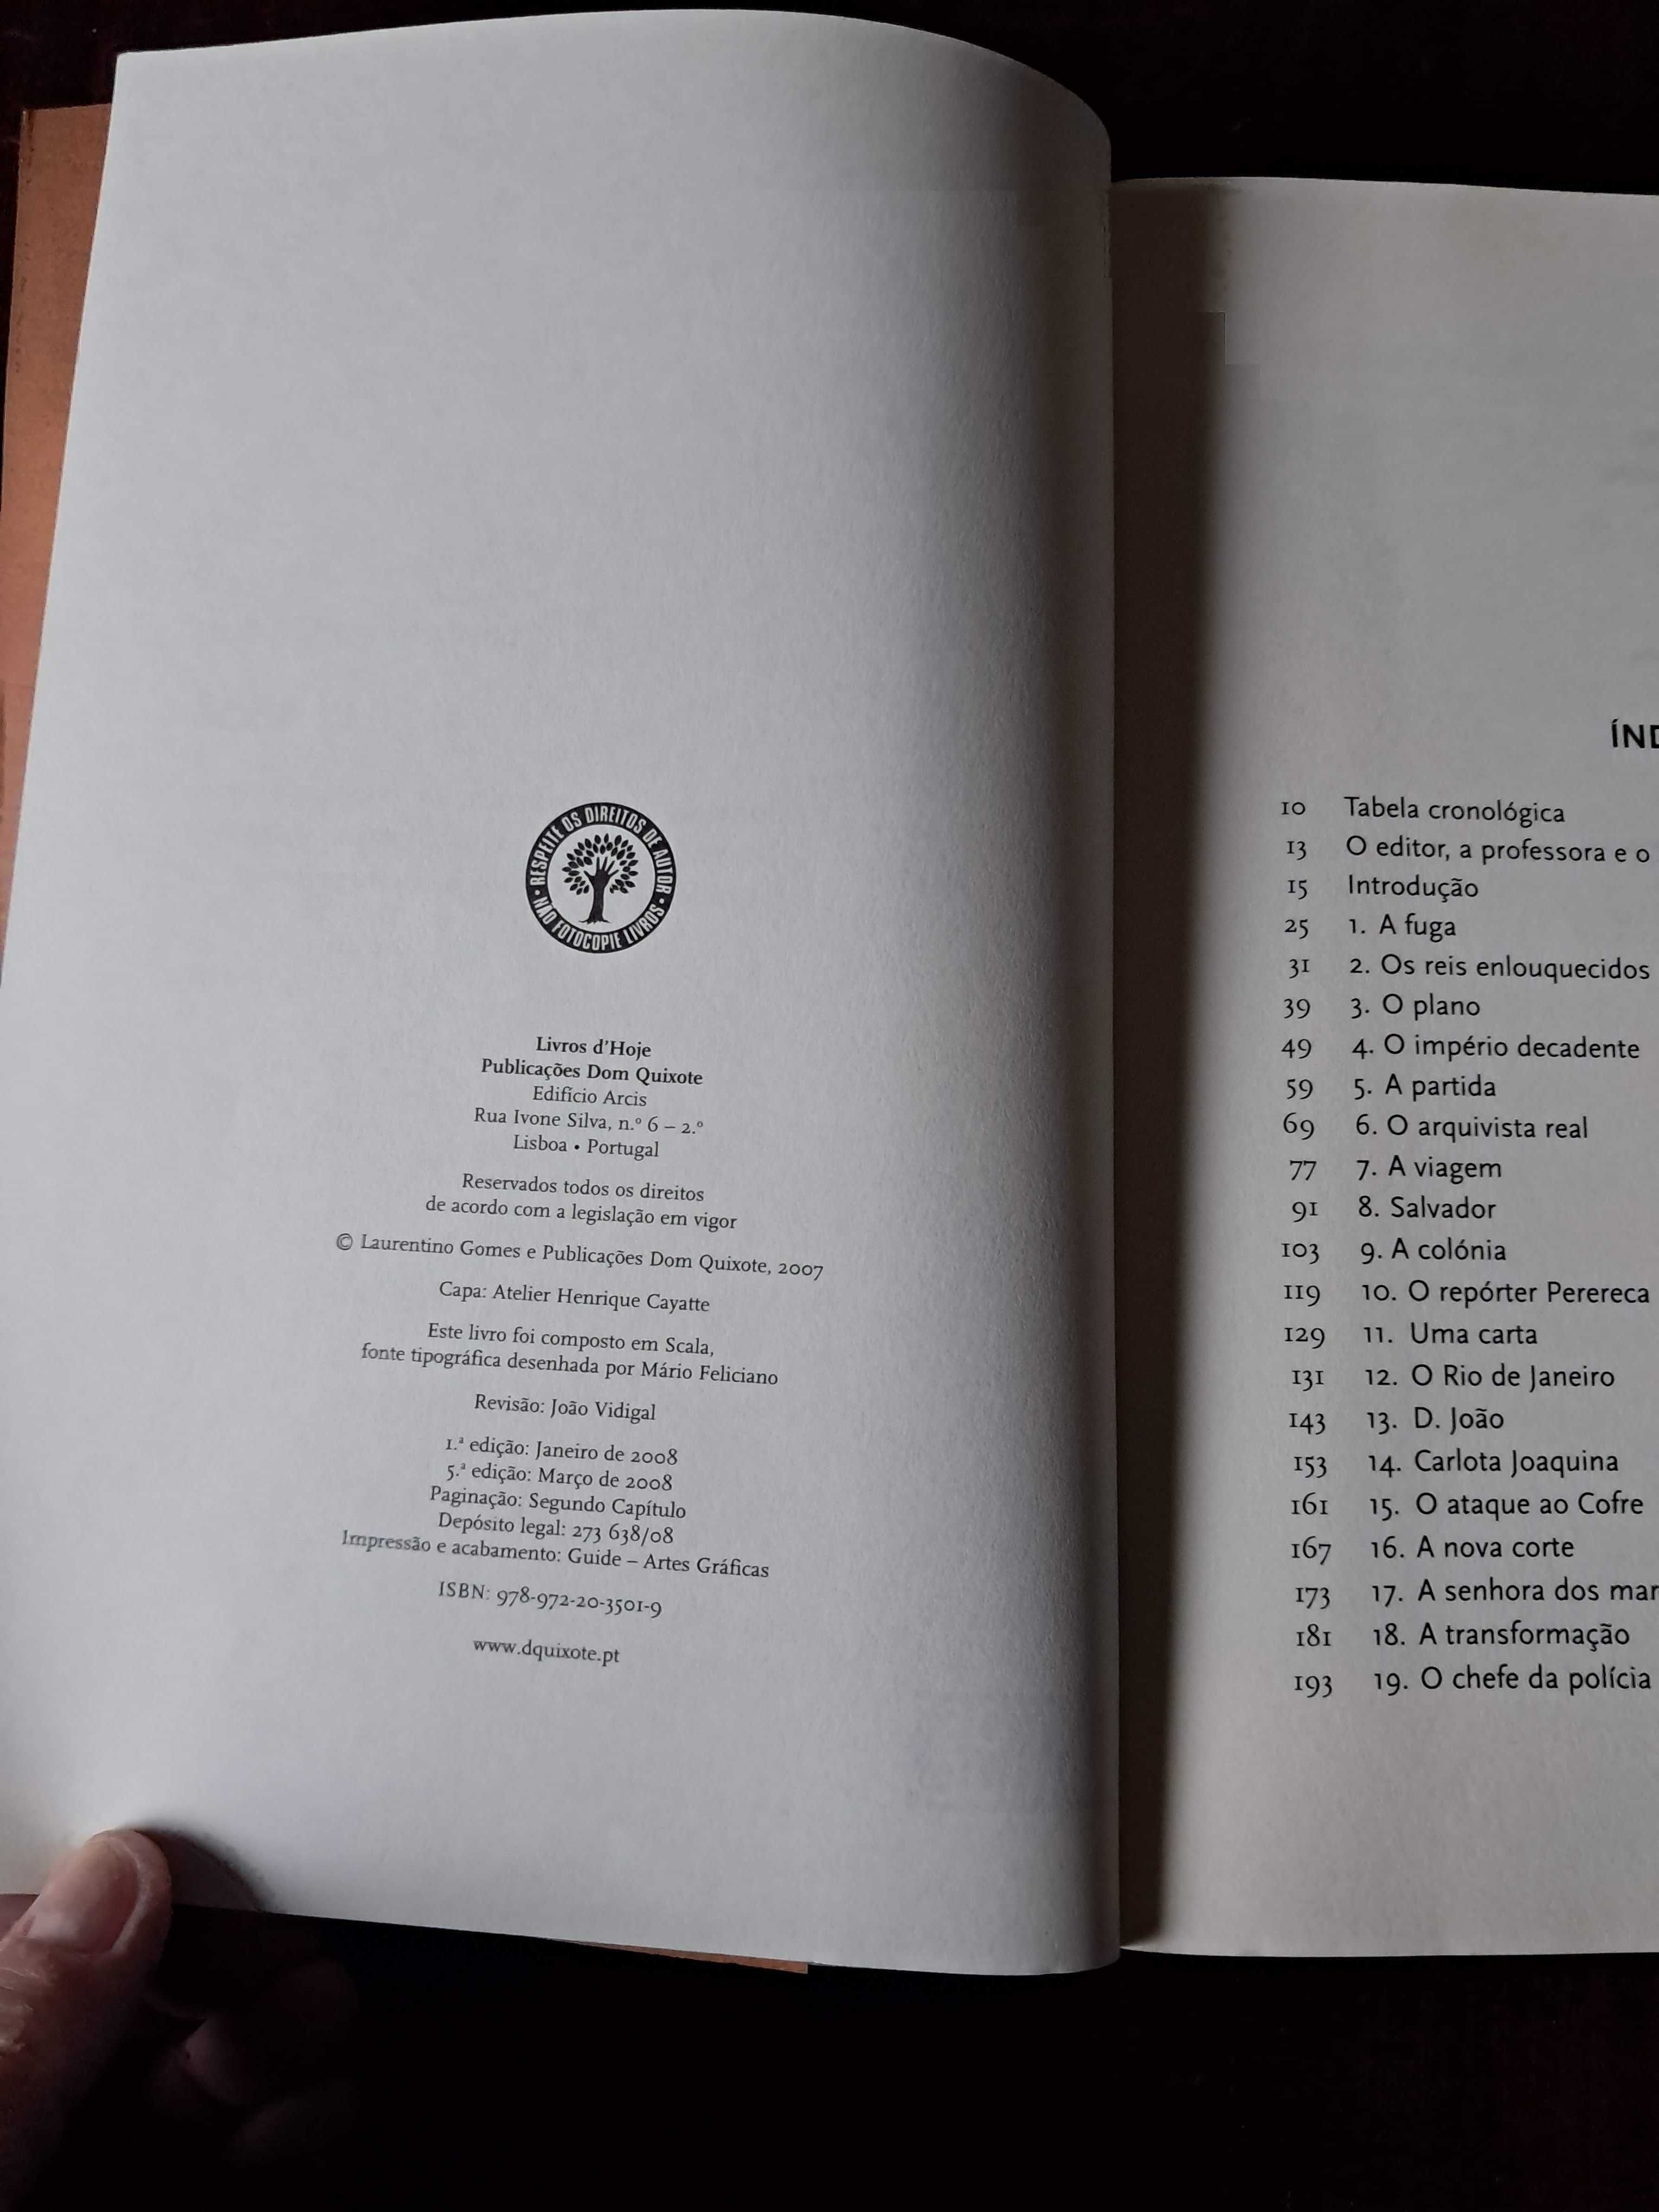 RESPEITE OS DIREITOS DE AUTOR
NÃO FOTOCOPIE LIVROS
Livros d'Hoje
Publicações Dom Quixote
Edifício Arcis
Rua Ivone Silva, n.º 6 – 2.º
Lisboa • Portugal
Reservados todos os direitos
de acordo com a legislação em vigor
© Laurentino Gomes e Publicações Dom Quixote, 2007
Capa: Atelier Henrique Cayatte
Este livro foi composto em Scala,
fonte tipográfica desenhada por Mário Feliciano
Revisão: João Vidigal
1.ª edição: Janeiro de 2008
5.ª edição: Março de 2008
Paginação: Segundo Capítulo
Depósito legal: 273 638/08
Impressão e acabamento: Guide – Artes Gráficas
ISBN: 978-972-20-3501-9
www.dquixote.pt
10 Tabela cronológica
13 O editor, a professora e o
15 Introdução
25 1. A fuga
31 2. Os reis enlouquecidos
39 3. O plano
49 4. O império decadente
59 5. A partida
69 6. O arquivista real
77 7. A viagem
91 8. Salvador
103 9. A colónia
119 10. O repórter Perereca
129 11. Uma carta
131 12. O Rio de Janeiro
143 13. D. João
153 14. Carlota Joaquina
161 15. O ataque ao Cofre
167 16. A nova corte
173 17. A senhora dos
181 18. A transformação
193 19. O chefe da polícia